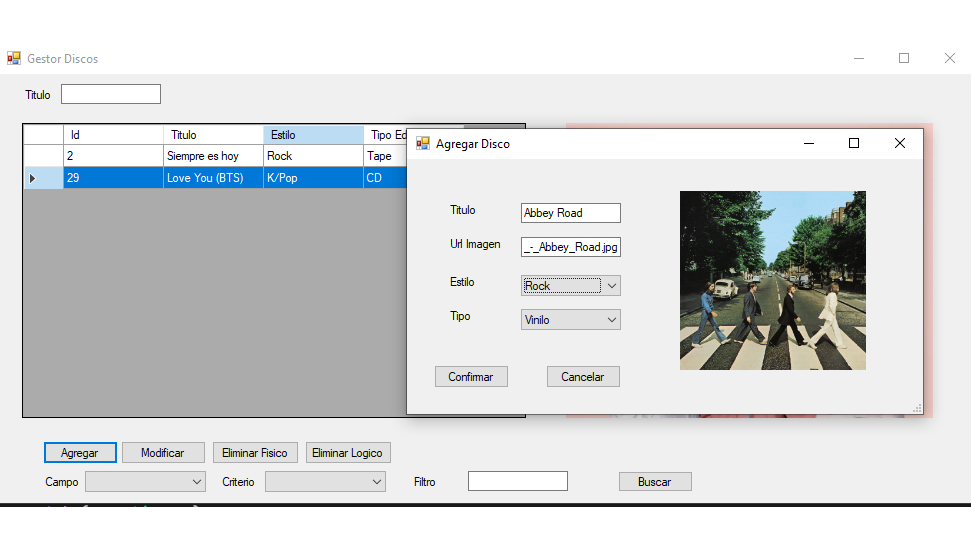 Gestor Discos
Titulo
Id Titulo Estilo Tipo Ed
2 Siempre es hoy Rock Tape
29 Love You (BTS) K/Pop CD
Agregar Disco
Titulo Abbey Road
Url Imagen _-_Abbey_Road.jpg
Estilo Rock
Tipo Vinilo
Confirmar Cancelar
Agregar Modificar Eliminar Fisico Eliminar Logico
Campo Criterio Filtro Buscar